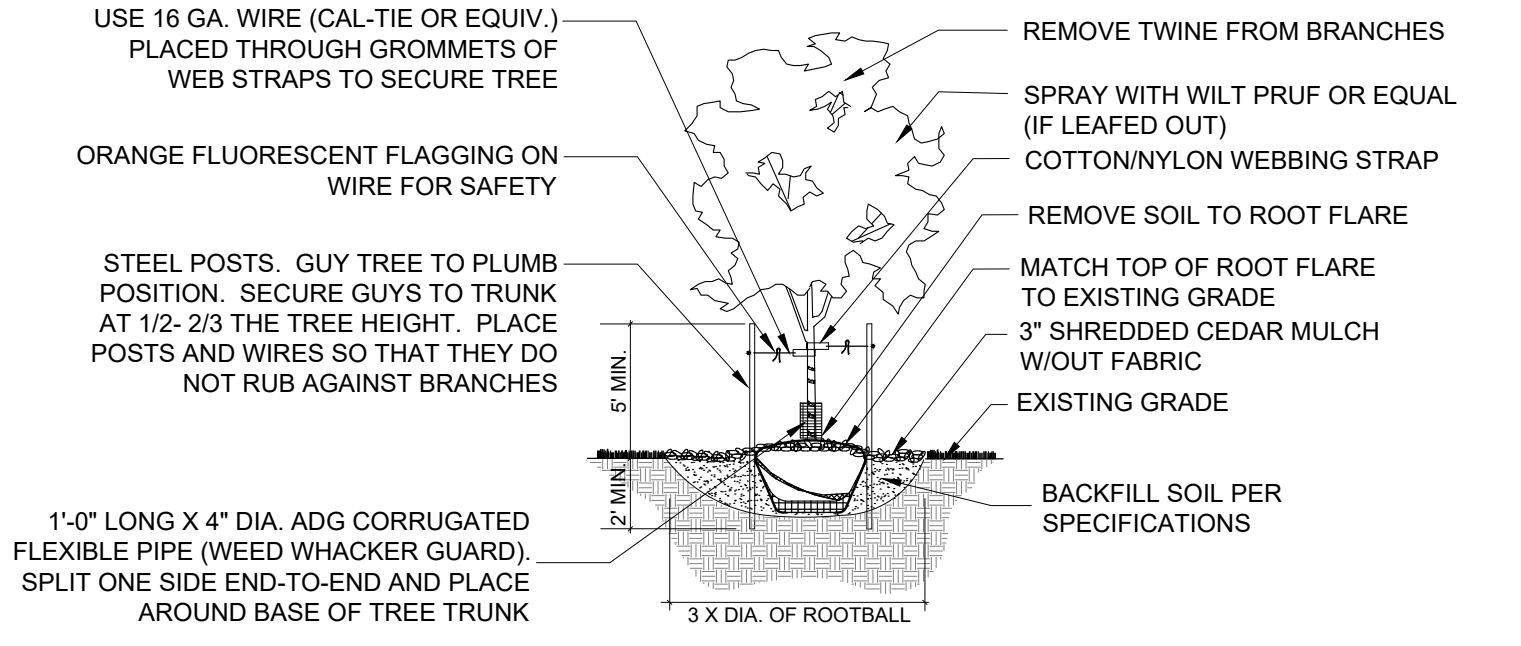 USE 16 GA. WIRE (CAL-TIE OR EQUIV.)
PLACED THROUGH GROMMETS OF
WEB STRAPS TO SECURE TREE
ORANGE FLUORESCENT FLAGGING ON
WIRE FOR SAFETY
STEEL POSTS. GUY TREE TO PLUMB
POSITION. SECURE GUYS TO TRUNK
AT 1/2- 2/3 THE TREE HEIGHT. PLACE
POSTS AND WIRES SO THAT THEY DO
NOT RUB AGAINST BRANCHES
1'-0" LONG X 4" DIA. ADG CORRUGATED
FLEXIBLE PIPE (WEED WHACKER GUARD).
SPLIT ONE SIDE END-TO-END AND PLACE
AROUND BASE OF TREE TRUNK
5' MIN.
2' MIN.
3 X DIA. OF ROOTBALL
REMOVE TWINE FROM BRANCHES
SPRAY WITH WILT PRUF OR EQUAL
(IF LEAFED OUT)
COTTON/NYLON WEBBING STRAP
REMOVE SOIL TO ROOT FLARE
MATCH TOP OF ROOT FLARE
TO EXISTING GRADE
3" SHREDDED CEDAR MULCH
W/OUT FABRIC
EXISTING GRADE
BACKFILL SOIL PER
SPECIFICATIONS